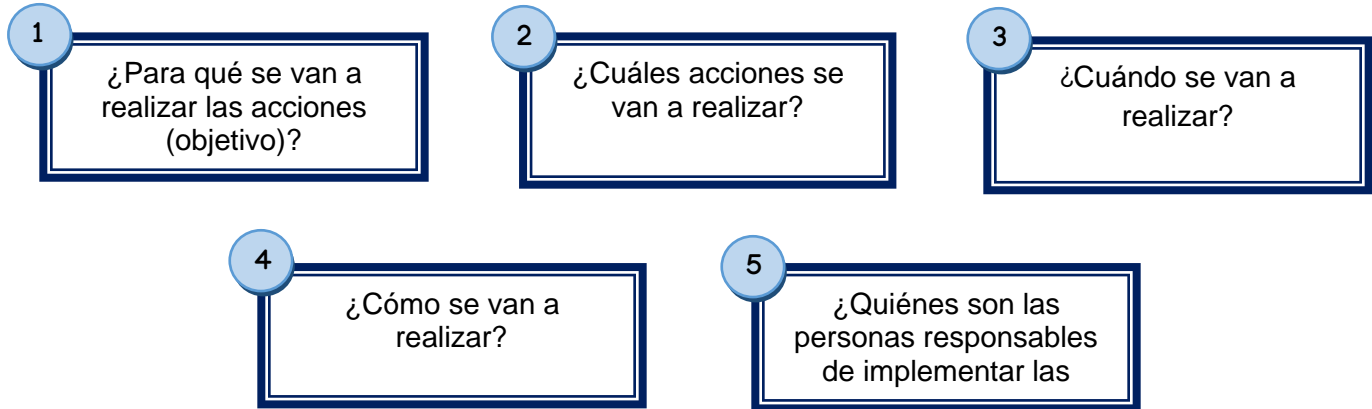 1
¿Para qué se van a
realizar las acciones
(objetivo)?
2
¿Cuáles acciones se
van a realizar?
3
¿Cuándo se van a
realizar?
4
¿Cómo se van a
realizar?
5
¿Quiénes son las
personas responsables
de implementar las